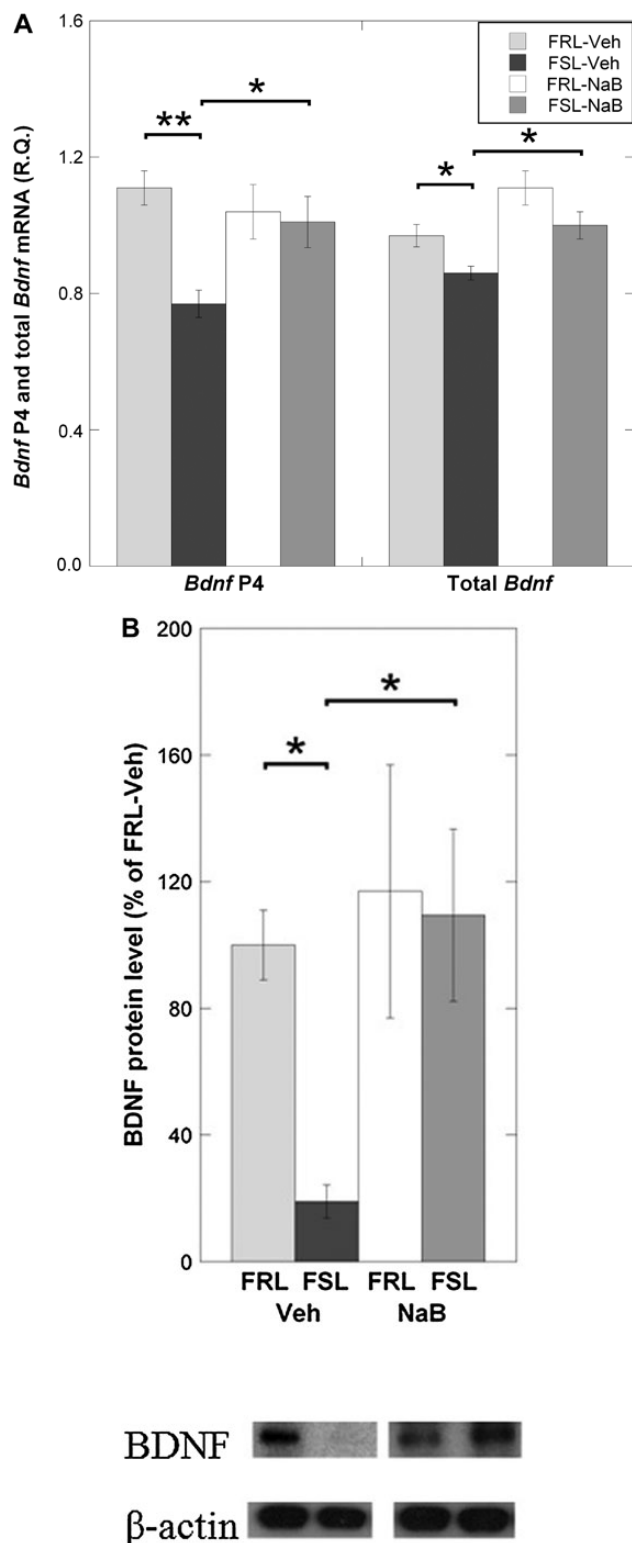 A
1.6
1.2
0.8
0.4
0.0
Bdnf P4 and total Bdnf mRNA (R.Q.)
FRL-Veh
FSL-Veh
FRL-NaB
FSL-NaB
** * * *
Bdnf P4 Total Bdnf
B
200
160
120
80
40
0
BDNF protein level (% of FRL-Veh)
* *
FRL FSL FRL FSL
Veh NaB
BDNF
β-actin